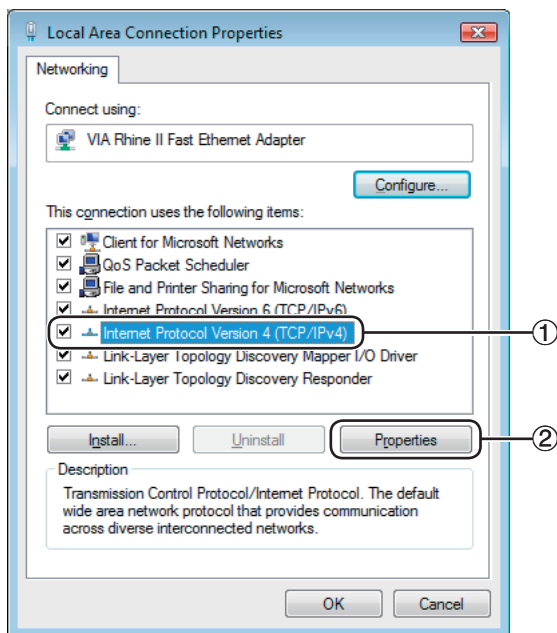 Local Area Connection Properties
Networking
Connect using:
VIA Rhine II Fast Ethernet Adapter
Configure...
This connection uses the following items:
Client for Microsoft Networks
QoS Packet Scheduler
File and Printer Sharing for Microsoft Networks
Internet Protocol Version 6 (TCP/IPv6)
Internet Protocol Version 4 (TCP/IPv4)
①
Link-Layer Topology Discovery Mapper I/O Driver
Link-Layer Topology Discovery Responder
Install...
Uninstall
Properties
②
Description
Transmission Control Protocol/Internet Protocol. The default
wide area network protocol that provides communication
across diverse interconnected networks.
OK
Cancel